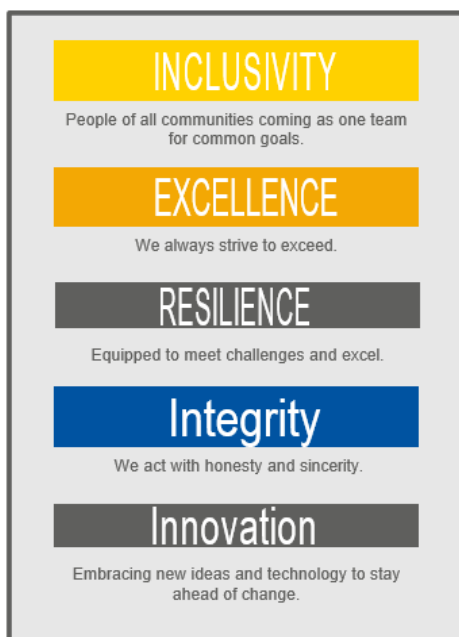 INCLUSIVITY
People of all communities coming as one team
for common goals.
EXCELLENCE
We always strive to exceed.
RESILIENCE
Equipped to meet challenges and excel.
Integrity
We act with honesty and sincerity.
Innovation
Embracing new ideas and technology to stay
ahead of change.